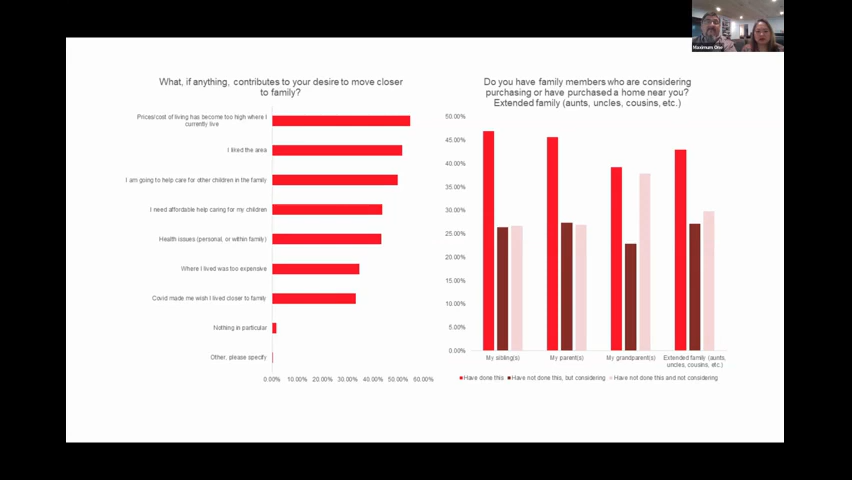 Maximum One
What, if anything, contributes to your desire to move closer
to family?
Prices/cost of living has become too high where I
currently live
I liked the area
I am going to help care for other children in the family
I need affordable help caring for my children
Health issues (personal, or within family)
Where I lived was too expensive
Covid made me wish I lived closer to family
Nothing in particular
Other, please specify
0.00%
10.00%
20.00%
30.00%
40.00%
50.00%
60.00%
Do you have family members who are considering
purchasing or have purchased a home near you?
Extended family (aunts, uncles, cousins, etc.)
50.00%
45.00%
40.00%
35.00%
30.00%
25.00%
20.00%
15.00%
10.00%
5.00%
0.00%
My sibling(s)
My parent(s)
My grandparent(s)
Extended family (aunts,
uncles, cousins, etc.)
Have done this
Have not done this, but considering
Have not done this and not considering